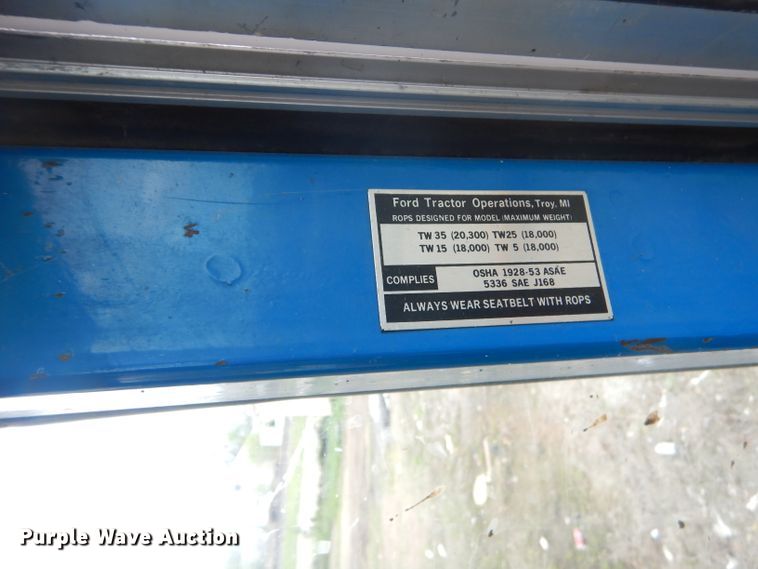 Ford Tractor Operations, Troy. MI
ROPS DESIGNED FOR MODEL (MAXIMUM WEIGHT)
TW 35 (20,300) TW25 (18,000)
TW 15 (18,000) TW 5 (18,000)
COMPLIES
OSHA 1928-53 ASAE
5336 SAE J168
ALWAYS WEAR SEATBELT WITH ROPS
Purple Wave Auction